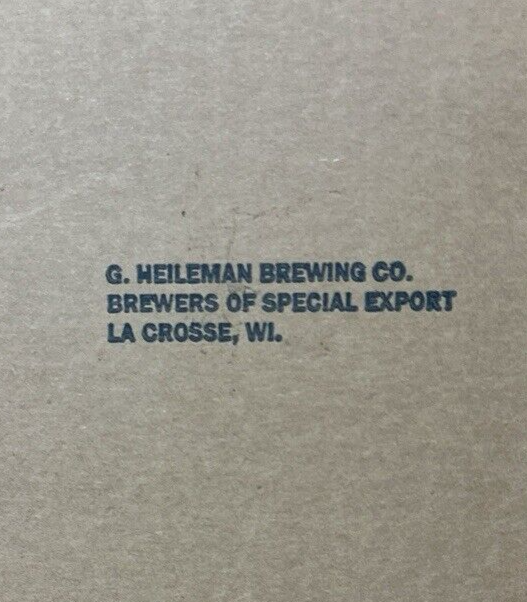 G. HEILEMAN BREWING CO.
BREWERS OF SPECIAL EXPORT
LA CROSSE, WI.